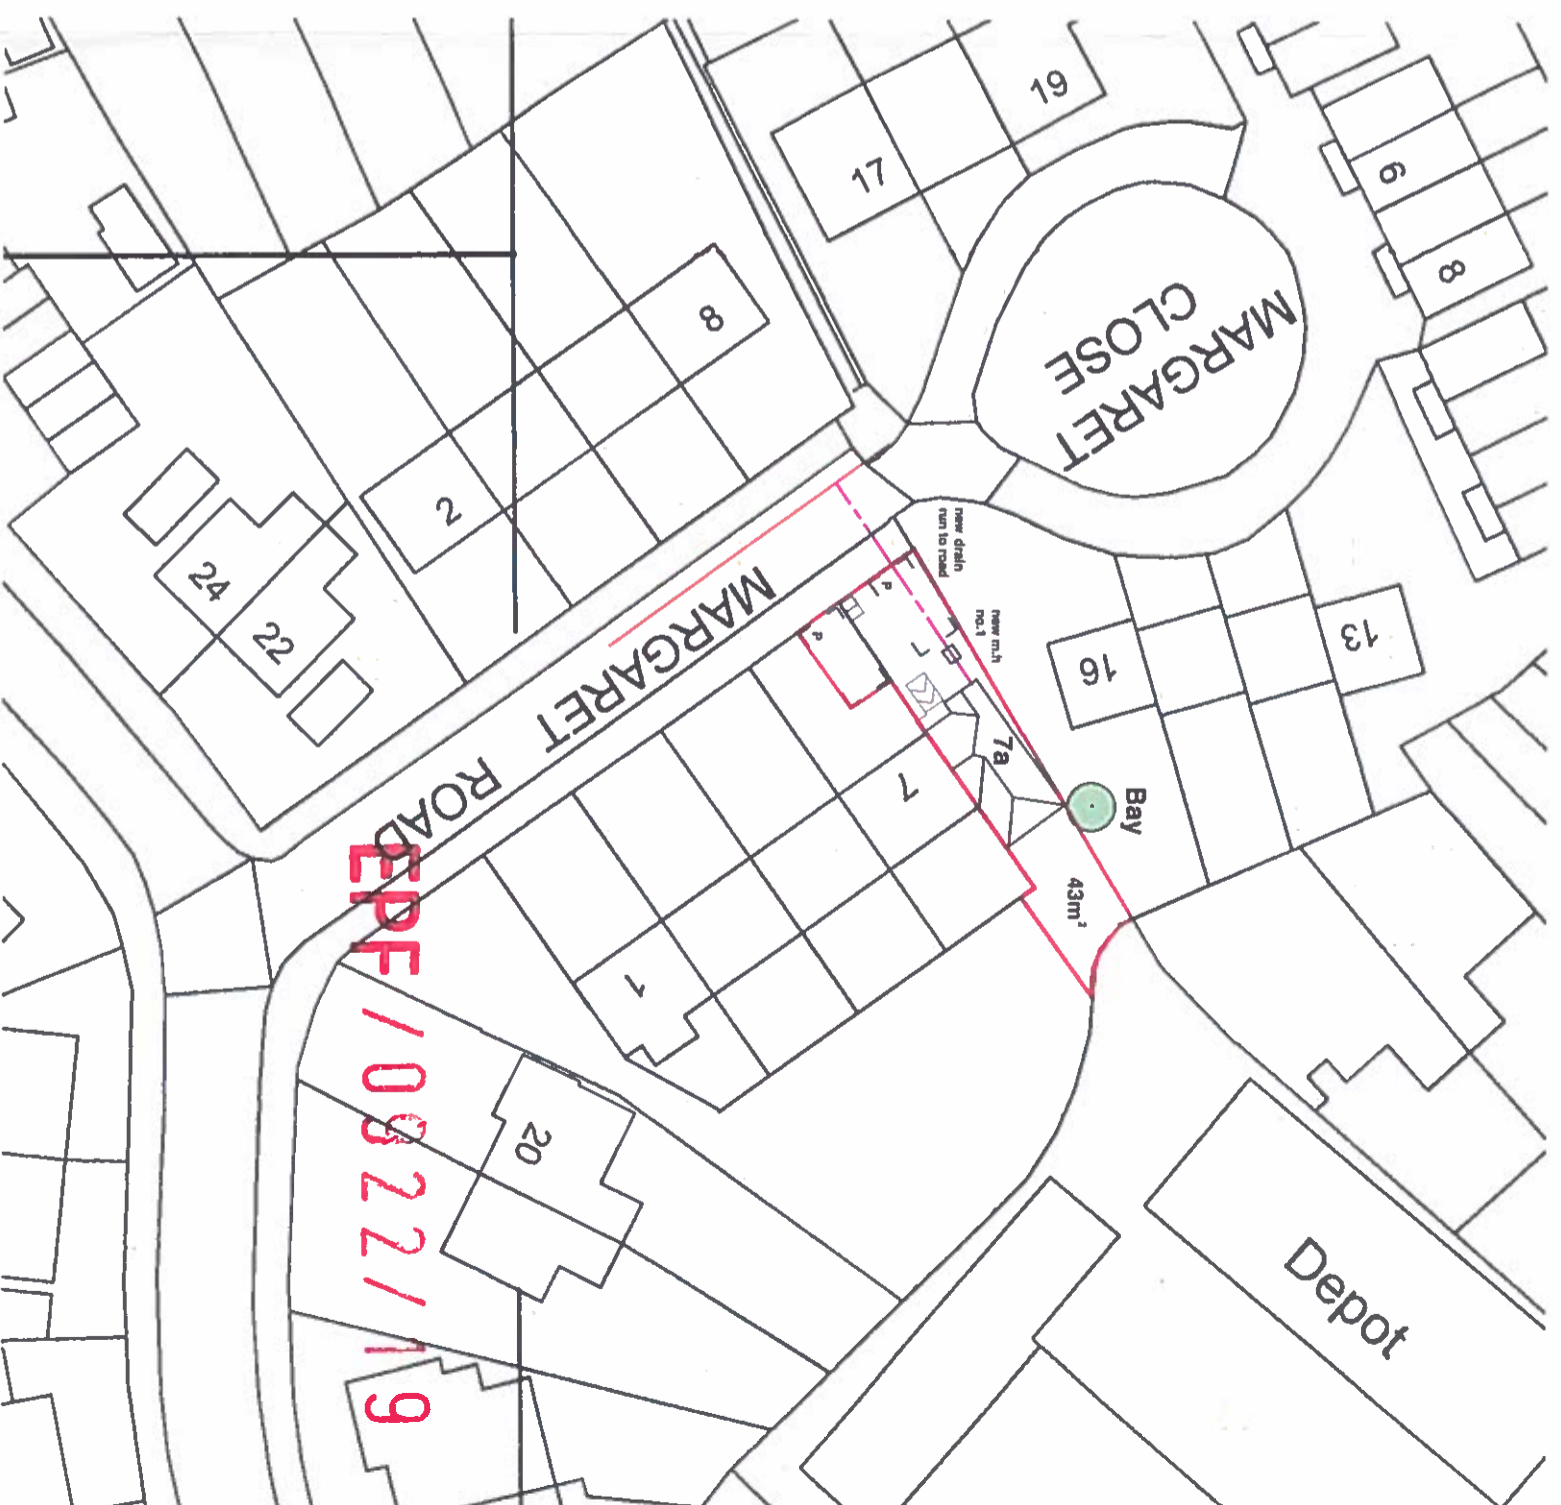 19
17
6
8
MARGARET
CLOSE
8
2
24
22
new drain
run to road
new m.h
no.1
P
P
MARGARET ROAD
16
13
7a
7
Bay
43m²
1
20
EPF/0822/19
Depot